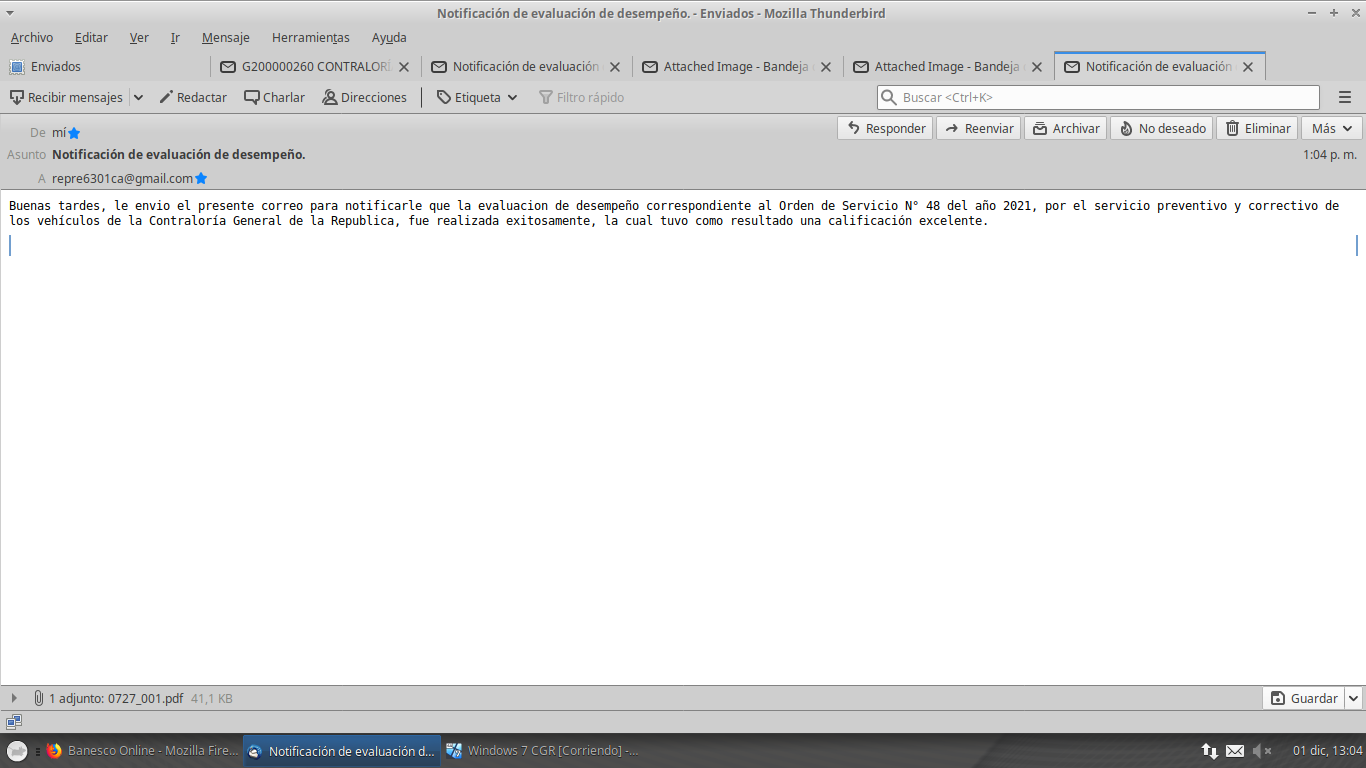 Notificación de evaluación de desempeño. - Enviados - Mozilla Thunderbird
Archivo Editar Ver Ir Mensaje Herramientas Ayuda
Enviados G200000260 CONTRALORÍ Notificación de evaluación Attached Image - Bandeja Attached Image - Bandeja Notificación de evaluación
Recibir mensajes Redactar Charlar Direcciones Etiqueta Filtro rápido Buscar <Ctrl+K>
De mí Responder Reenviar Archivar No deseado Eliminar Más
Asunto Notificación de evaluación de desempeño. 1:04 p. m.
A repre6301ca@gmail.com
Buenas tardes, le envio el presente correo para notificarle que la evaluacion de desempeño correspondiente al Orden de Servicio N° 48 del año 2021, por el servicio preventivo y correctivo de
los vehículos de la Contraloría General de la Republica, fue realizada exitosamente, la cual tuvo como resultado una calificación excelente.
1 adjunto: 0727_001.pdf 41,1 KB Guardar
Banesco Online - Mozilla Fire... Notificación de evaluación d... Windows 7 CGR [Corriendo] -... 01 dic, 13:04